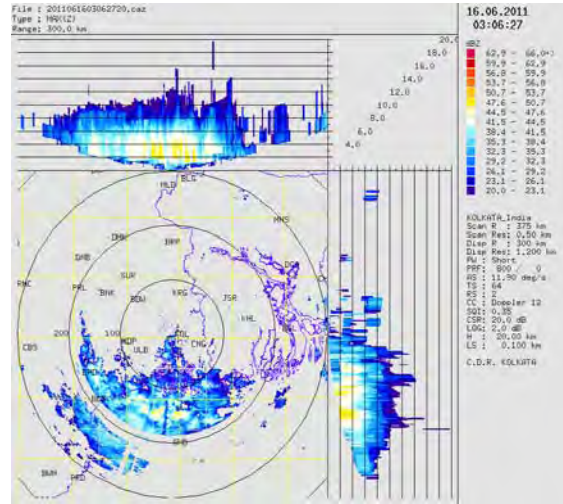 File : 2011061603062720.caz
Type : MAX(Z)
Range: 300.0 km
16.06.2011
03:06:27
20.0
18.0
16.0
14.0
12.0
10.0
8.0
6.0
4.0
dBZ
62.9 - 66.0
59.9 - 62.9
56.8 - 59.9
53.7 - 56.8
50.7 - 53.7
47.6 - 50.7
44.5 - 47.6
41.5 - 44.5
38.4 - 41.5
35.3 - 38.4
32.3 - 35.3
29.2 - 32.3
26.1 - 29.2
23.1 - 26.1
20.0 - 23.1
BLG
MLD
MNS
DMK
BRP
DMB
SUR
RNC
PRL
BNK
BDW
KRG
JSR
200
100
COL
KHL
CBS
MDP
ULB
CNG
SHD
BWN
PRD
KOLKATA_India
Scan R : 375 km
Scan Res: 0.50 km
Disp R : 300 km
Disp Res: 1.200 km
PW : Short
PRF: 800 / 0
AS : 11.90 deg/s
TS : 64
RS : 2
CC : Doppler 12
SQI: 0.35
CSR: 20.0 dB
LOG: 2.0 dB
H : 20.00 km
LS : 0.100 km
C.D.R. KOLKATA